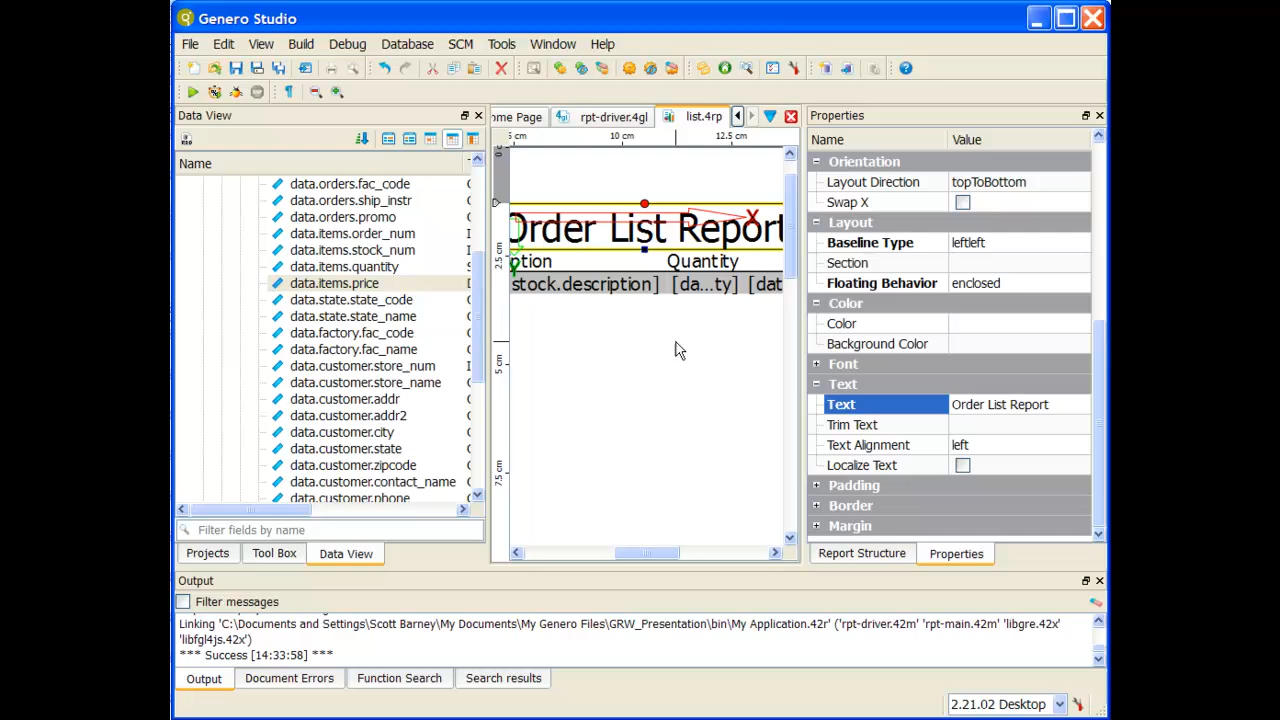 Genero Studio
File Edit View Build Debug Database SCM Tools Window Help
Data View
Name
data.orders.fac_code
data.orders.ship_instr
data.orders.promo
data.items.order_num
data.items.stock_num
data.items.quantity
data.items.price
data.state.state_code
data.state.state_name
data.factory.fac_code
data.factory.fac_name
data.customer.store_num
data.customer.store_name
data.customer.addr
data.customer.addr2
data.customer.city
data.customer.state
data.customer.zipcode
data.customer.contact_name
data.customer.phone
Filter fields by name
Projects Tool Box Data View
ome Page rpt-driver.4gl list.4rp
5 cm 10 cm 12.5 cm
2.5 cm
5 cm
7.5 cm
Order List Report
ption Quantity
stock.description] [da...ty] [dat
Properties
Name Value
Orientation
Layout Direction topToBottom
Swap X
Layout
Baseline Type leftleft
Section
Floating Behavior enclosed
Color
Color
Background Color
Font
Text
Text Order List Report
Trim Text
Text Alignment left
Localize Text
Padding
Border
Margin
Report Structure Properties
Output
Filter messages
Linking 'C:\Documents and Settings\Scott Barney\My Documents\My Genero Files\GRW_Presentation\bin\My Application.42r' ('rpt-driver.42m' 'rpt-main.42m' 'libgre.42x'
'libfgl4js.42x')
*** Success [14:33:58] ***
Output Document Errors Function Search Search results
2.21.02 Desktop